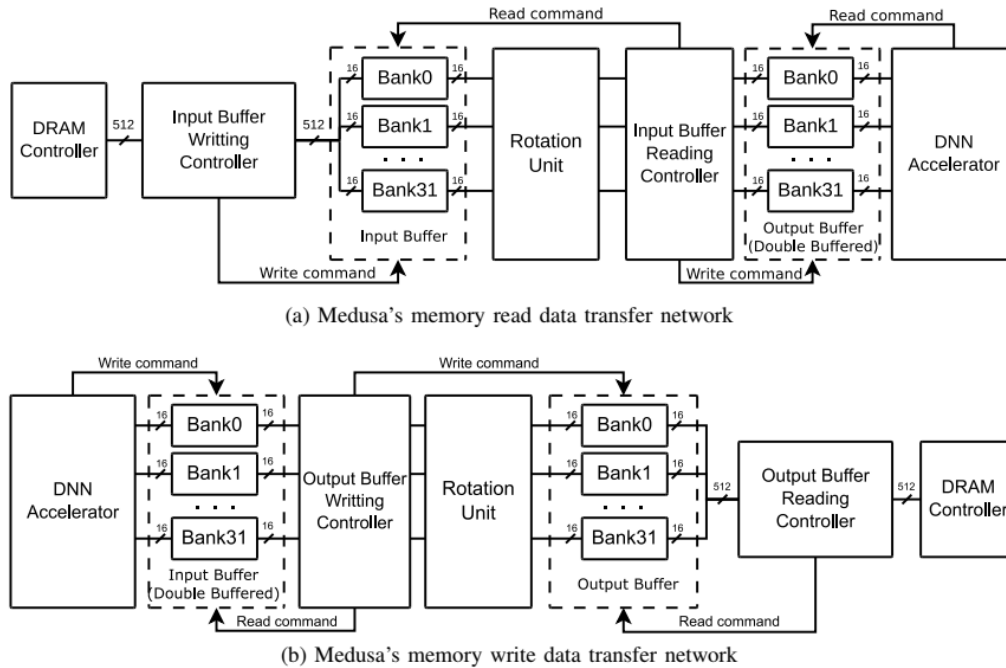 Read command
Read command
16
16
Bank0
16
16
Bank0
512
512
16
16
Bank1
16
16
Bank1
DRAM
Controller
Input Buffer
Writting
Controller
Rotation
Unit
Input Buffer
Reading
Controller
DNN
Accelerator
. . .
. . .
16
16
Bank31
16
16
Bank31
Input Buffer
Output Buffer
(Double Buffered)
Write command
Write command
(a) Medusa's memory read data transfer network
Write command
Write command
16
16
Bank0
16
16
Bank0
16
16
Bank1
16
16
Bank1
DNN
Accelerator
Output Buffer
Writting
Controller
Rotation
Unit
512
Output Buffer
Reading
Controller
512
DRAM
Controller
. . .
. . .
16
16
Bank31
16
16
Bank31
Input Buffer
(Double Buffered)
Output Buffer
Read command
Read command
(b) Medusa's memory write data transfer network